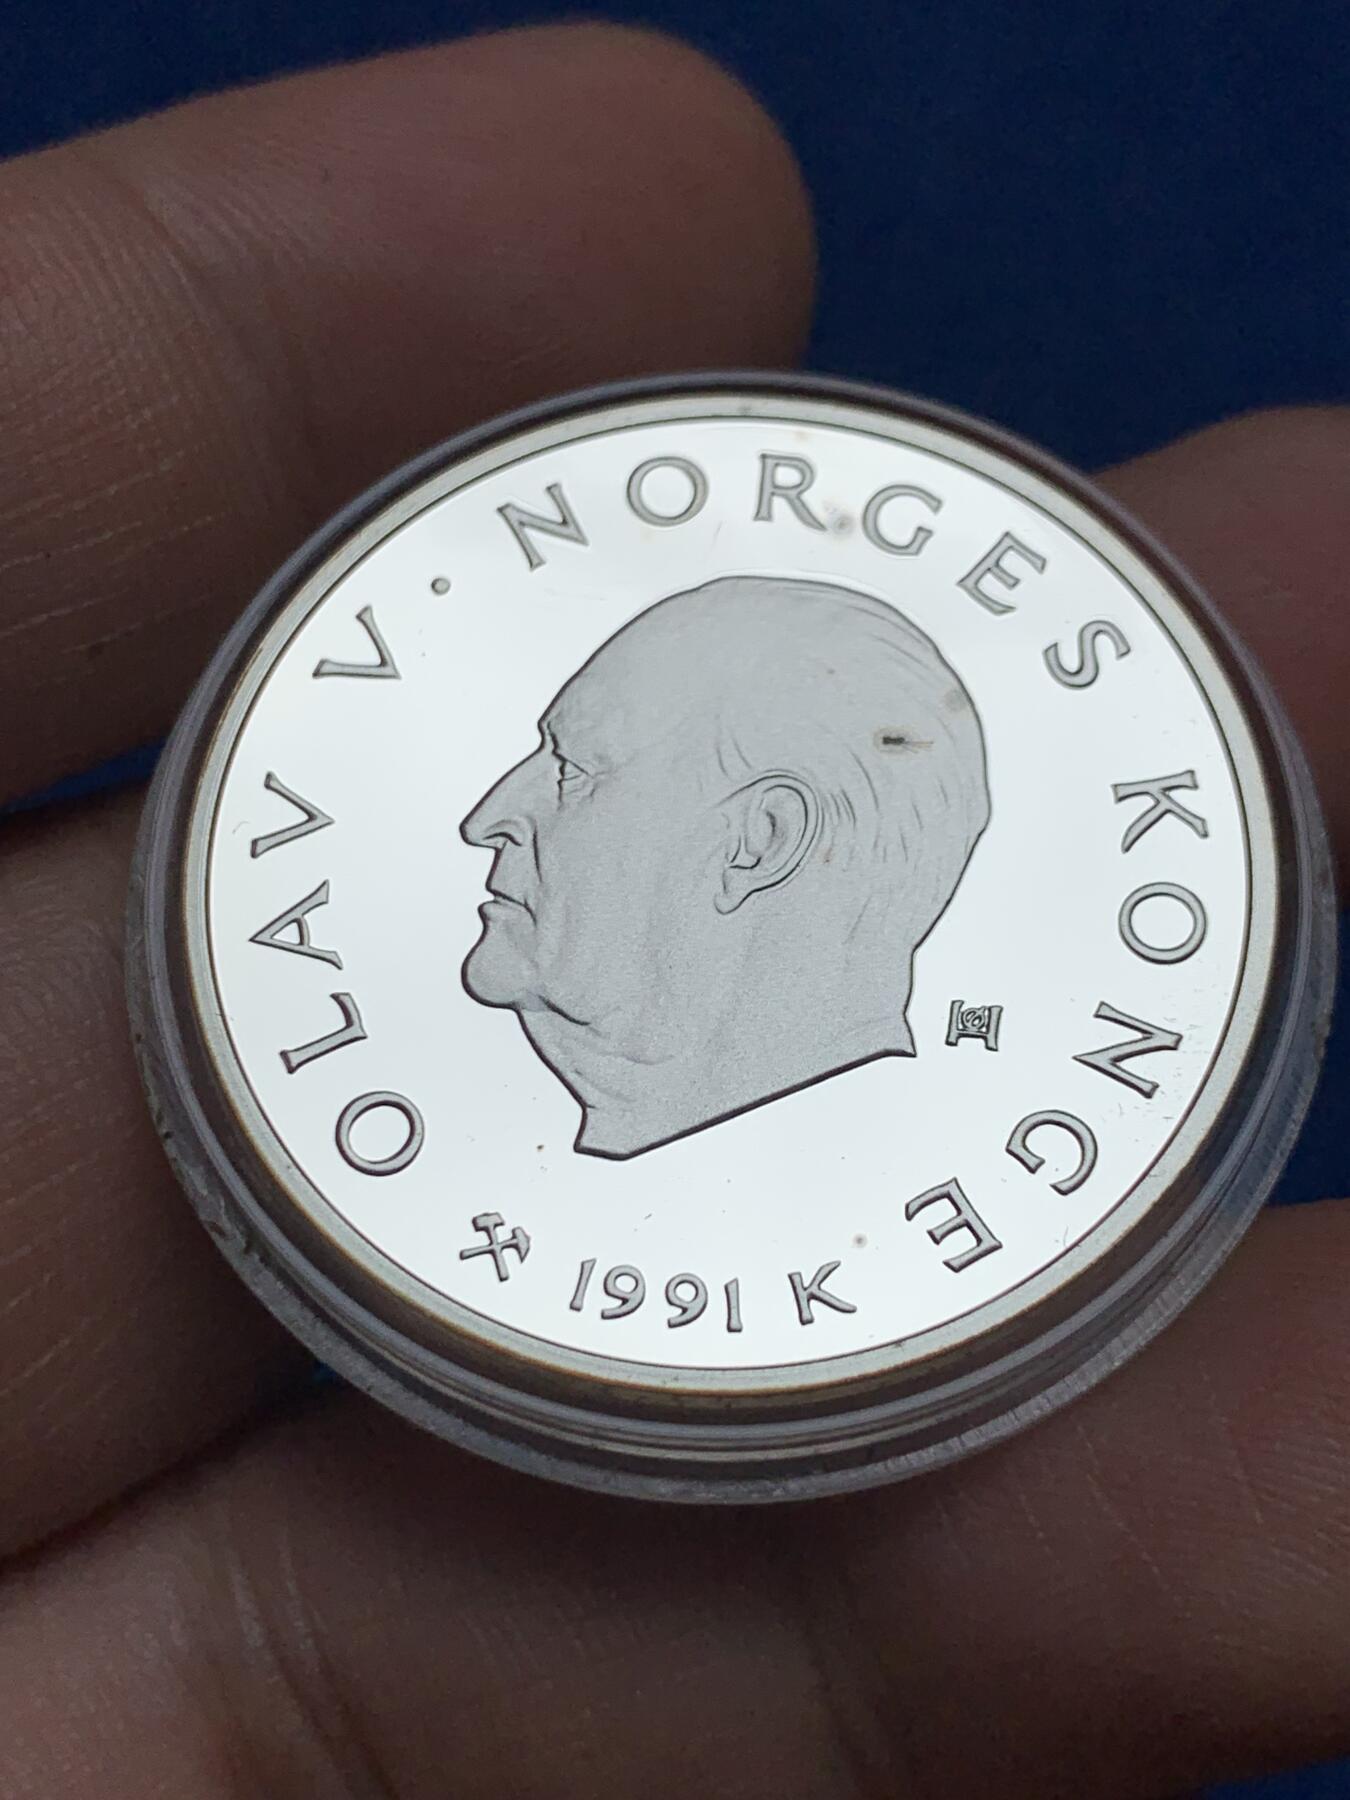 OLAV V · NORGES KONGE
1991 K